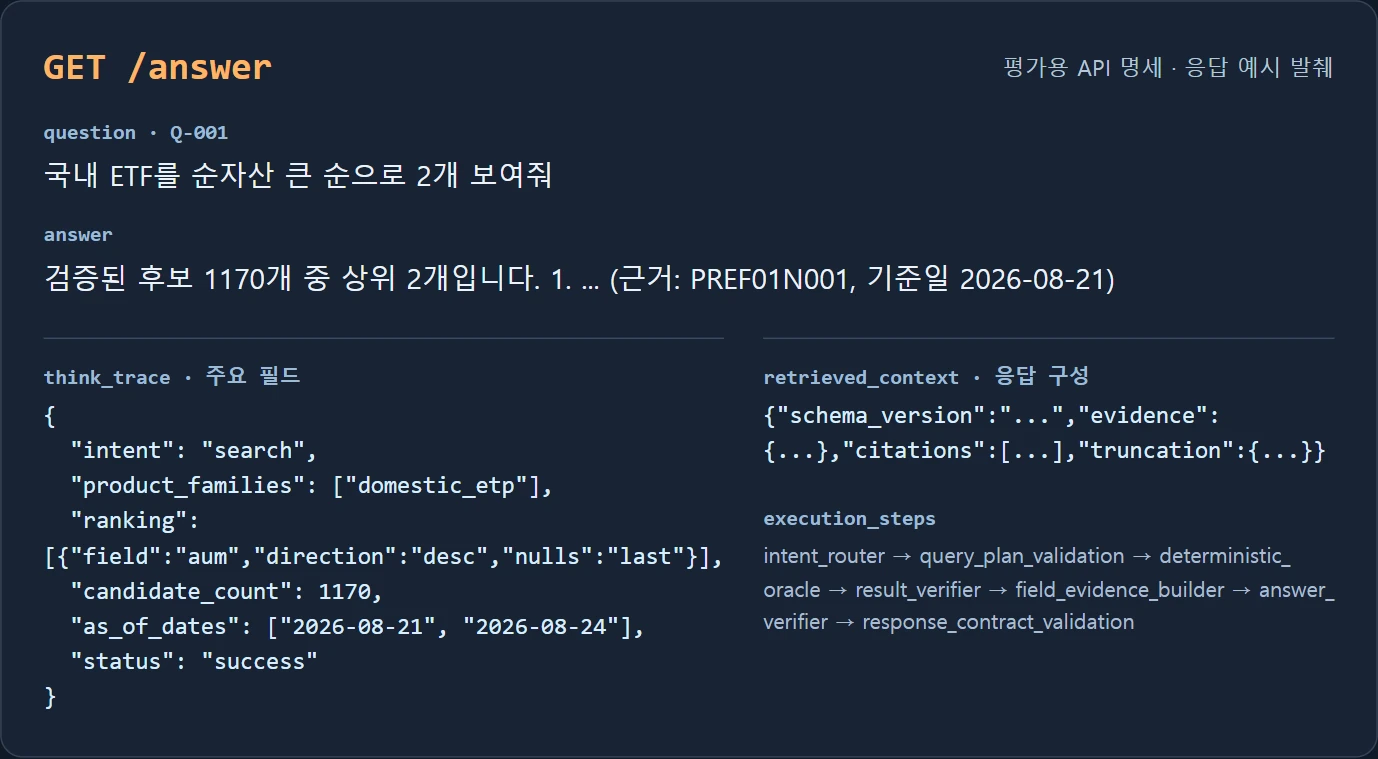 GET /answer
평가용 API 명세 · 응답 예시 발췌
question · Q-001
국내 ETF를 순자산 큰 순으로 2개 보여줘
answer
검증된 후보 1170개 중 상위 2개입니다. 1. … (근거: PREF01N001, 기준일 2026-08-21)
think_trace · 주요 필드
{
  "intent": "search",
  "product_families": ["domestic_etp"],
  "ranking":
[{"field":"aum","direction":"desc","nulls":"last"}],
  "candidate_count": 1170,
  "as_of_dates": ["2026-08-21", "2026-08-24"],
  "status": "success"
}
retrieved_context · 응답 구성
{"schema_version":"...","evidence":
{...},"citations":[...],"truncation":{...}}
execution_steps
intent_router → query_plan_validation → deterministic_
oracle → result_verifier → field_evidence_builder → answer_
verifier → response_contract_validation